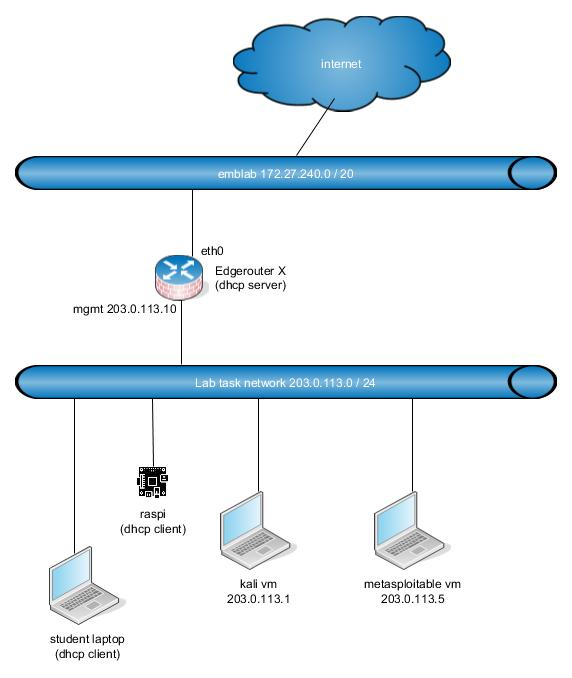 internet
emblab 172.27.240.0 / 20
eth0
Edgerouter X
(dhcp server)
mgmt 203.0.113.10
Lab task network 203.0.113.0 / 24
raspi
(dhcp client)
kali vm
203.0.113.1
metasploitable vm
203.0.113.5
student laptop
(dhcp client)